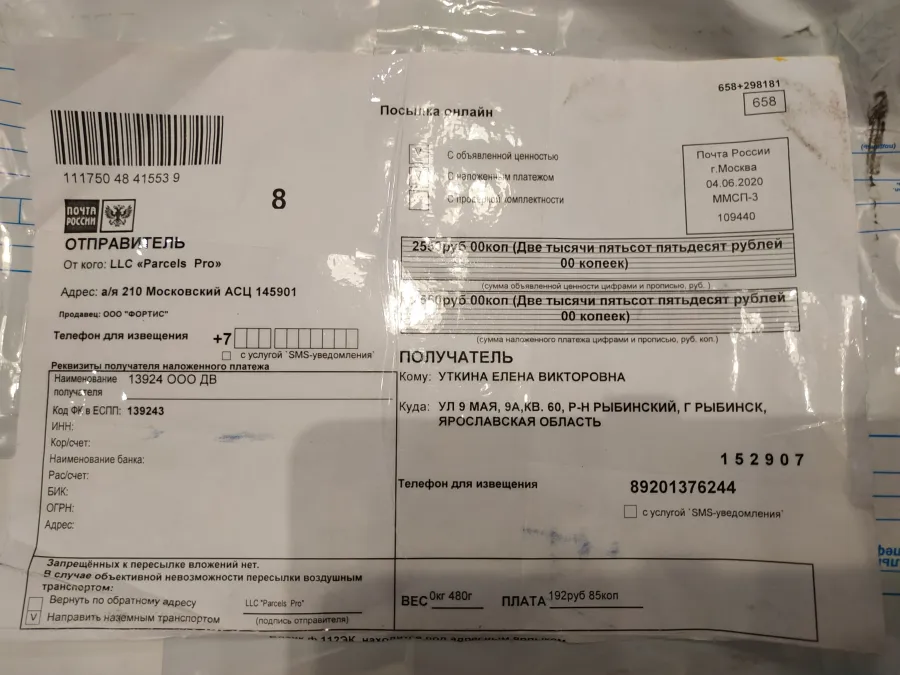 658+298181
658
Посылка онлайн
111750 48 41553 9
8
С объявленной ценностью
С наложенным платежом
С проверкой комплектности
Почта России
г.Москва
04.06.2020
ММСП-3
109440
ПОЧТА
РОССИИ
ОТПРАВИТЕЛЬ
От кого: LLC «Parcels Pro»
Адрес: а/я 210 Московский АСЦ 145901
Продавец: ООО "ФОРТИС"
Телефон для извещения +7
с услугой `SMS-уведомления'
2550руб 00коп (Две тысячи пятьсот пятьдесят рублей
00 копеек)
(сумма объявленной ценности цифрами и прописью, руб. )
2550руб 00коп (Две тысячи пятьсот пятьдесят рублей
00 копеек)
(сумма наложенного платежа цифрами и прописью, руб, коп.)
Реквизиты получателя наложенного платежа
Наименование 13924 ООО ДВ
получателя
Код ФК в ЕСПП: 139243
ИНН:
Кор/счет:
Наименование банка:
Рас/счет:
БИК:
ОГРН:
Адрес:
ПОЛУЧАТЕЛЬ
Кому: УТКИНА ЕЛЕНА ВИКТОРОВНА
Куда: УЛ 9 МАЯ, 9А,КВ. 60, Р-Н РЫБИНСКИЙ, Г РЫБИНСК,
ЯРОСЛАВСКАЯ ОБЛАСТЬ
152907
Телефон для извещения 89201376244
с услугой `SMS-уведомления'
Запрещённых к пересылке вложений нет.
В случае объективной невозможности пересылки воздушным
транспортом:
Вернуть по обратному адресу LLC "Parcels Pro"
V Направить наземным транспортом (подпись отправителя)
ВЕС 0кг 480г ПЛАТА 192руб 85коп